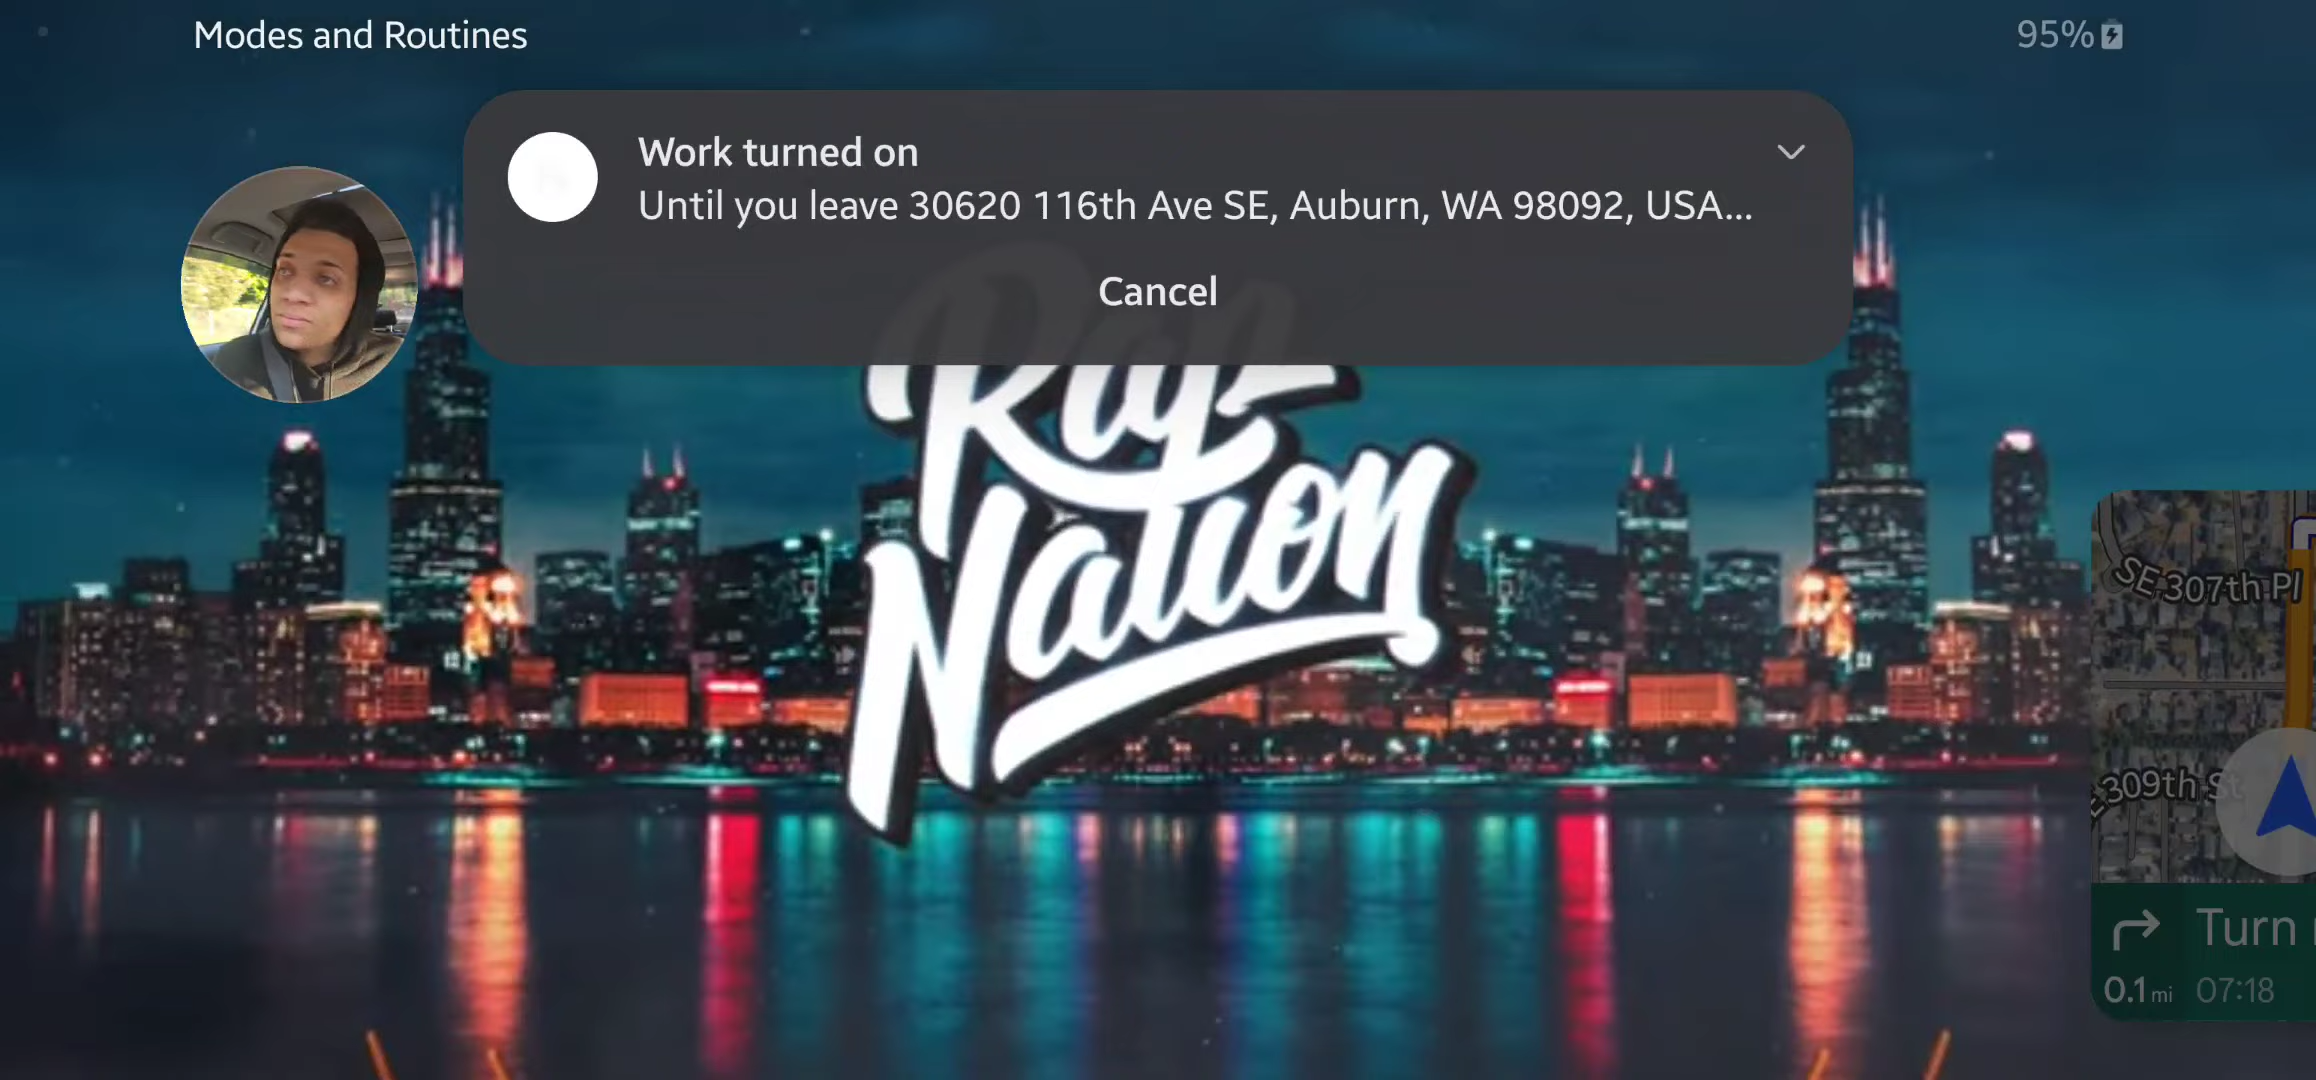 Modes and Routines
95%
Work turned on
Until you leave 30620 116th Ave SE, Auburn, WA 98092, USA...
Cancel
Rap
Nation
SE 307th Pl
309th St
Turn
0.1 mi 07:18